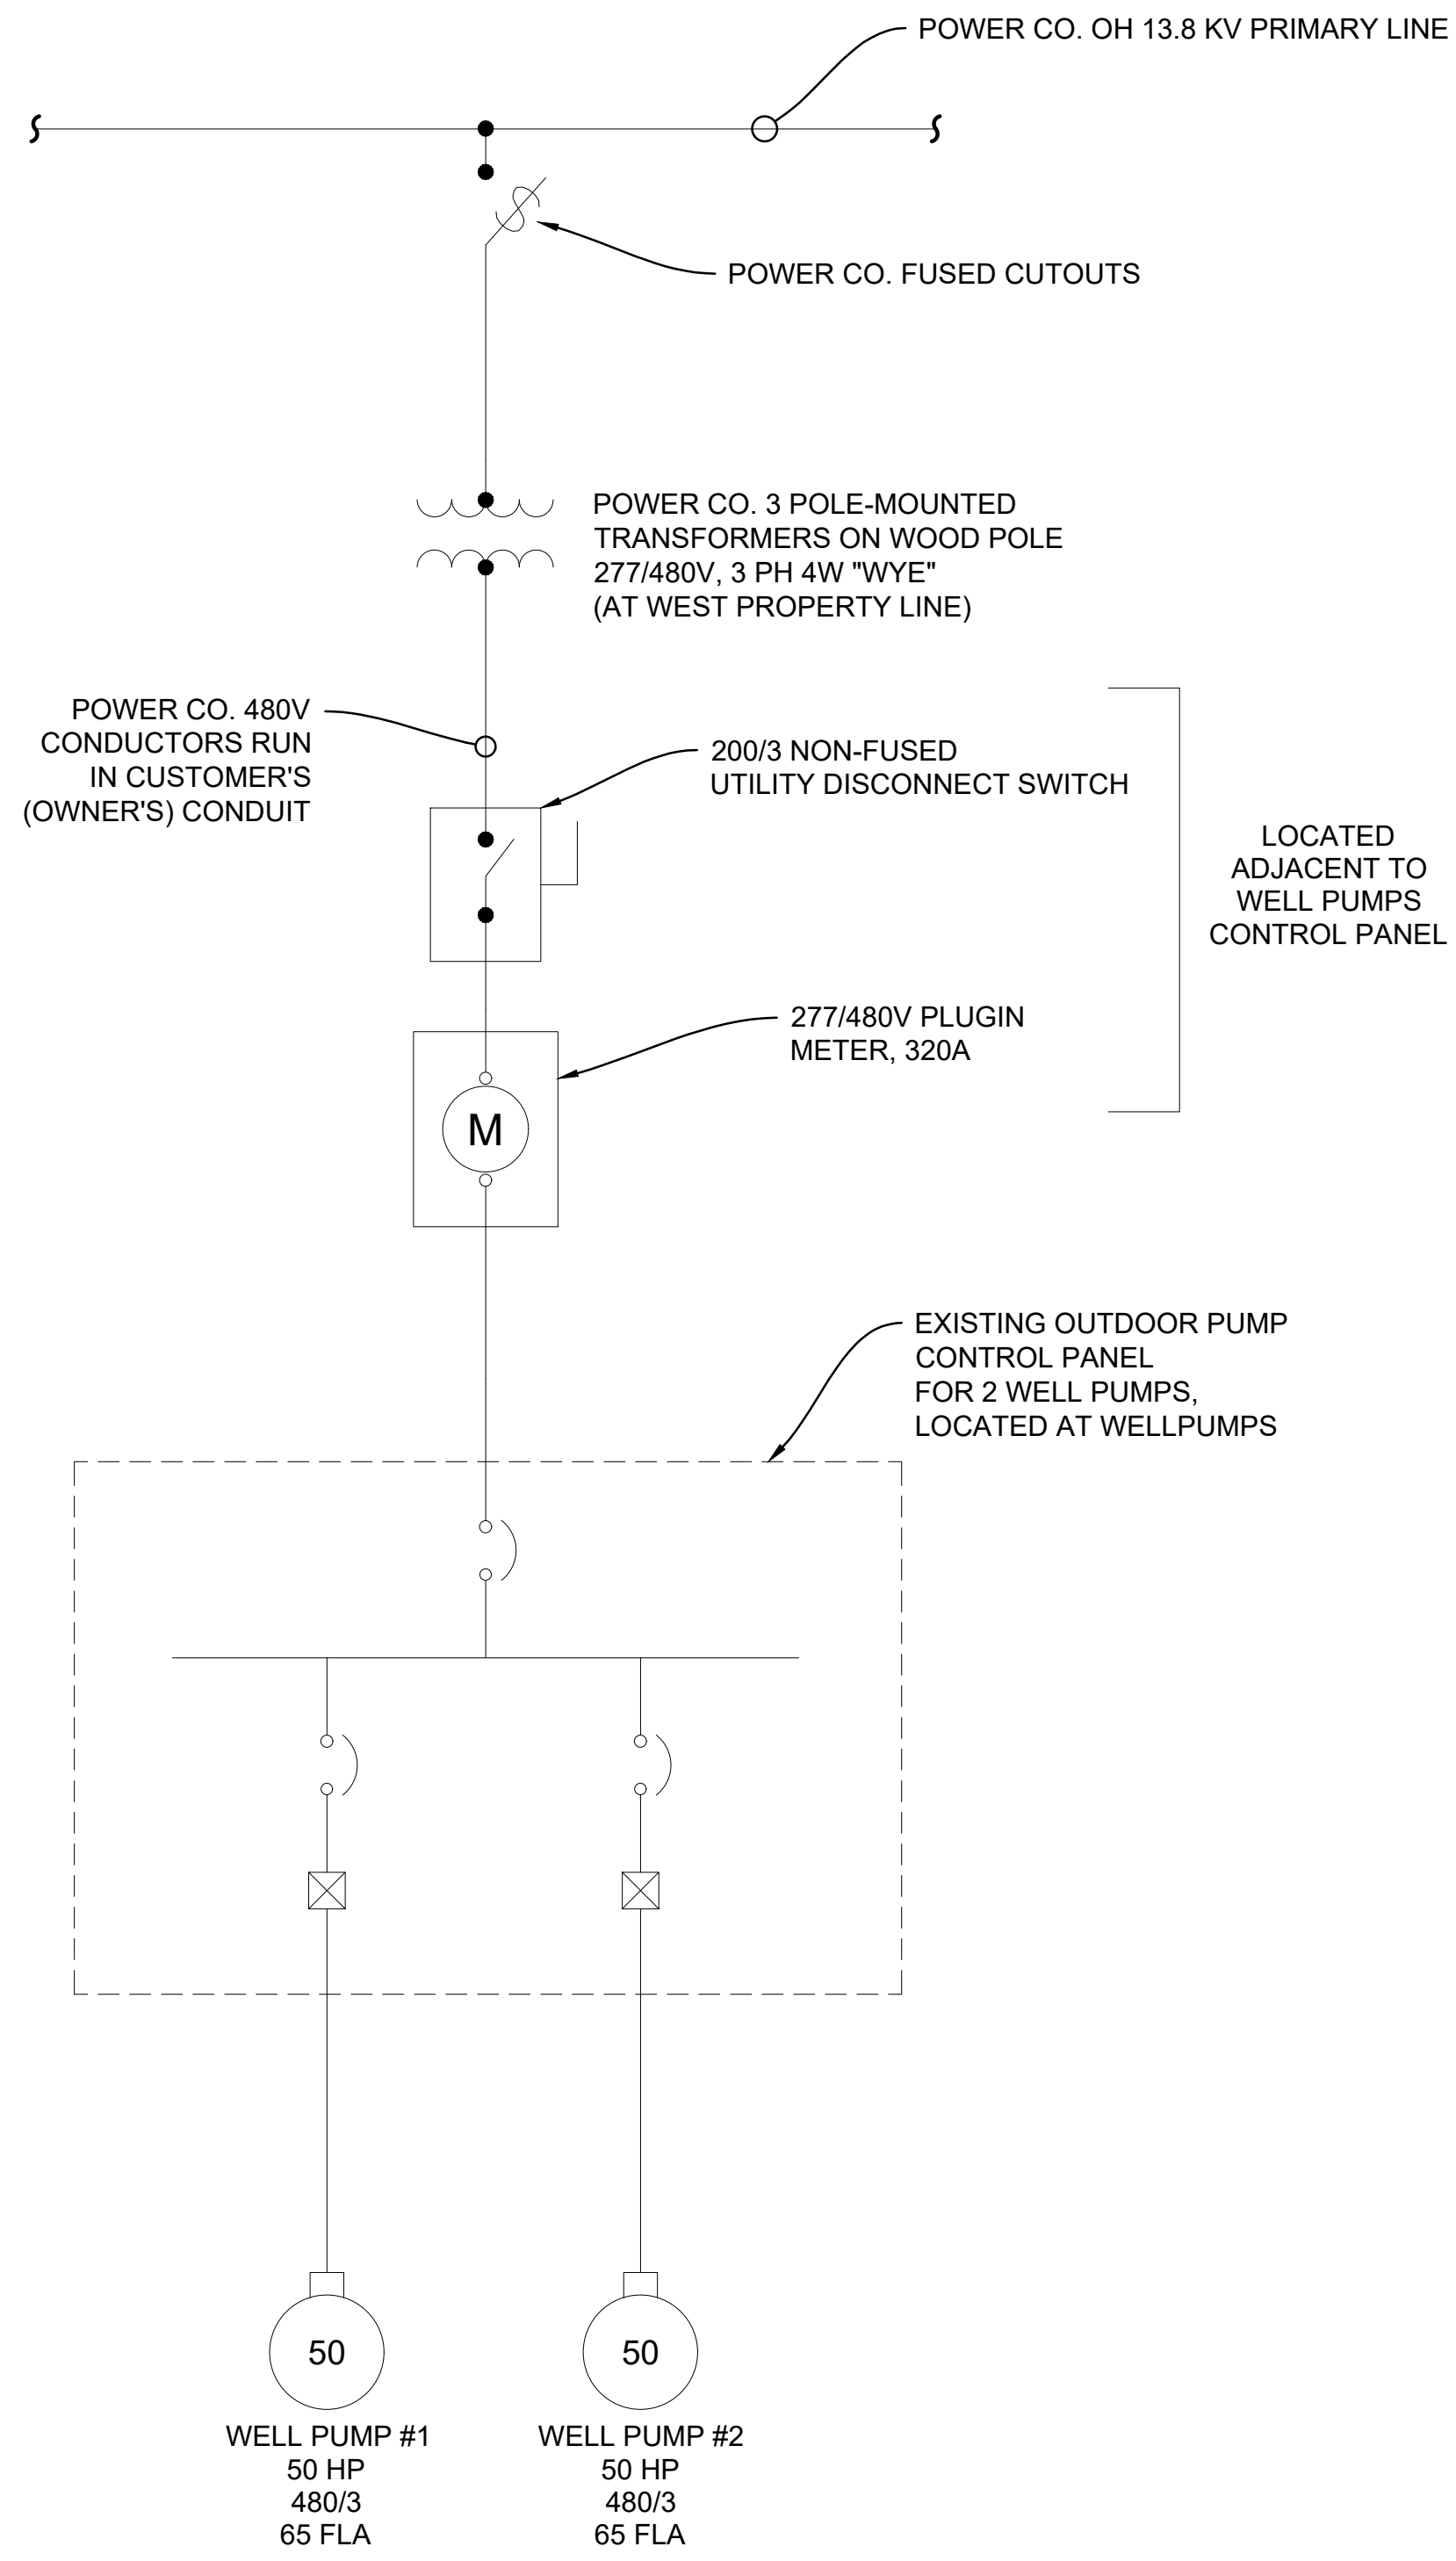 POWER CO. OH 13.8 KV PRIMARY LINE
POWER CO. FUSED CUTOUTS
POWER CO. 3 POLE-MOUNTED
TRANSFORMERS ON WOOD POLE
277/480V, 3 PH 4W "WYE"
(AT WEST PROPERTY LINE)
POWER CO. 480V
CONDUCTORS RUN
IN CUSTOMER'S
(OWNER'S) CONDUIT
200/3 NON-FUSED
UTILITY DISCONNECT SWITCH
LOCATED
ADJACENT TO
WELL PUMPS
CONTROL PANEL
277/480V PLUGIN
METER, 320A
M
EXISTING OUTDOOR PUMP
CONTROL PANEL
FOR 2 WELL PUMPS,
LOCATED AT WELLPUMPS
50
WELL PUMP #1
50 HP
480/3
65 FLA
50
WELL PUMP #2
50 HP
480/3
65 FLA